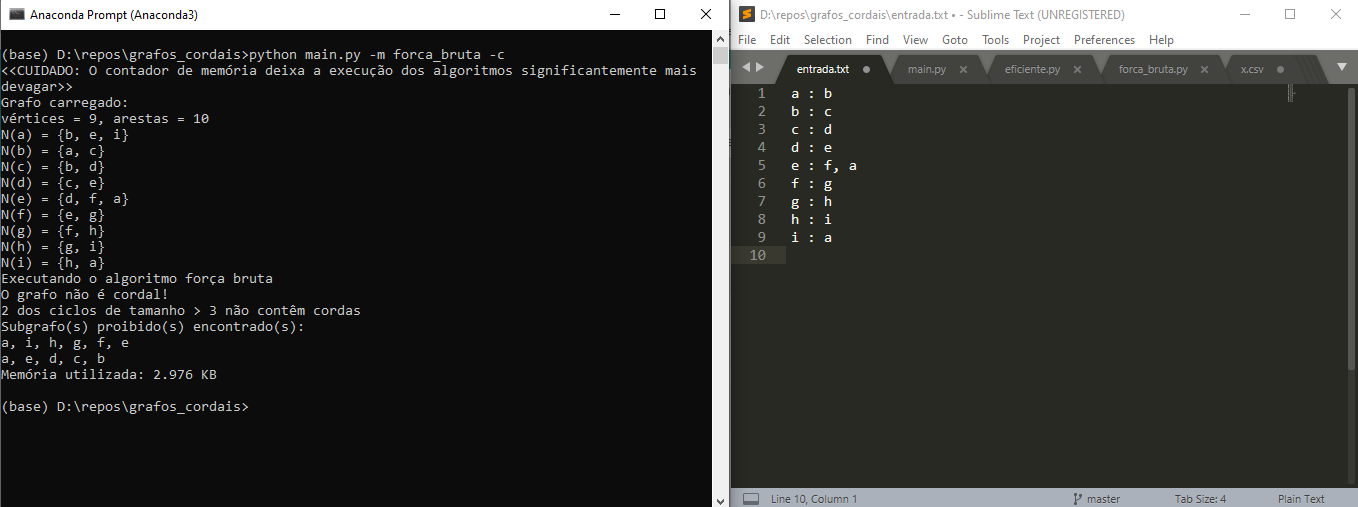 Anaconda Prompt (Anaconda3)
(base) D:\repos\grafos_cordais>python main.py -m forca_bruta -c
<<CUIDADO: O contador de memória deixa a execução dos algoritmos significantemente mais
devagar>>
Grafo carregado:
vértices = 9, arestas = 10
N(a) = {b, e, i}
N(b) = {a, c}
N(c) = {b, d}
N(d) = {c, e}
N(e) = {d, f, a}
N(f) = {e, g}
N(g) = {f, h}
N(h) = {g, i}
N(i) = {h, a}
Executando o algoritmo força bruta
O grafo não é cordal!
2 dos ciclos de tamanho > 3 não contêm cordas
Subgrafo(s) proibido(s) encontrado(s):
a, i, h, g, f, e
a, e, d, c, b
Memória utilizada: 2.976 KB
(base) D:\repos\grafos_cordais>
D:\repos\grafos_cordais\entrada.txt • - Sublime Text (UNREGISTERED)
File Edit Selection Find View Goto Tools Project Preferences Help
entrada.txt main.py eficiente.py forca_bruta.py x.csv
1 a : b
2 b : c
3 c : d
4 d : e
5 e : f, a
6 f : g
7 g : h
8 h : i
9 i : a
10
Line 10, Column 1 master Tab Size: 4 Plain Text